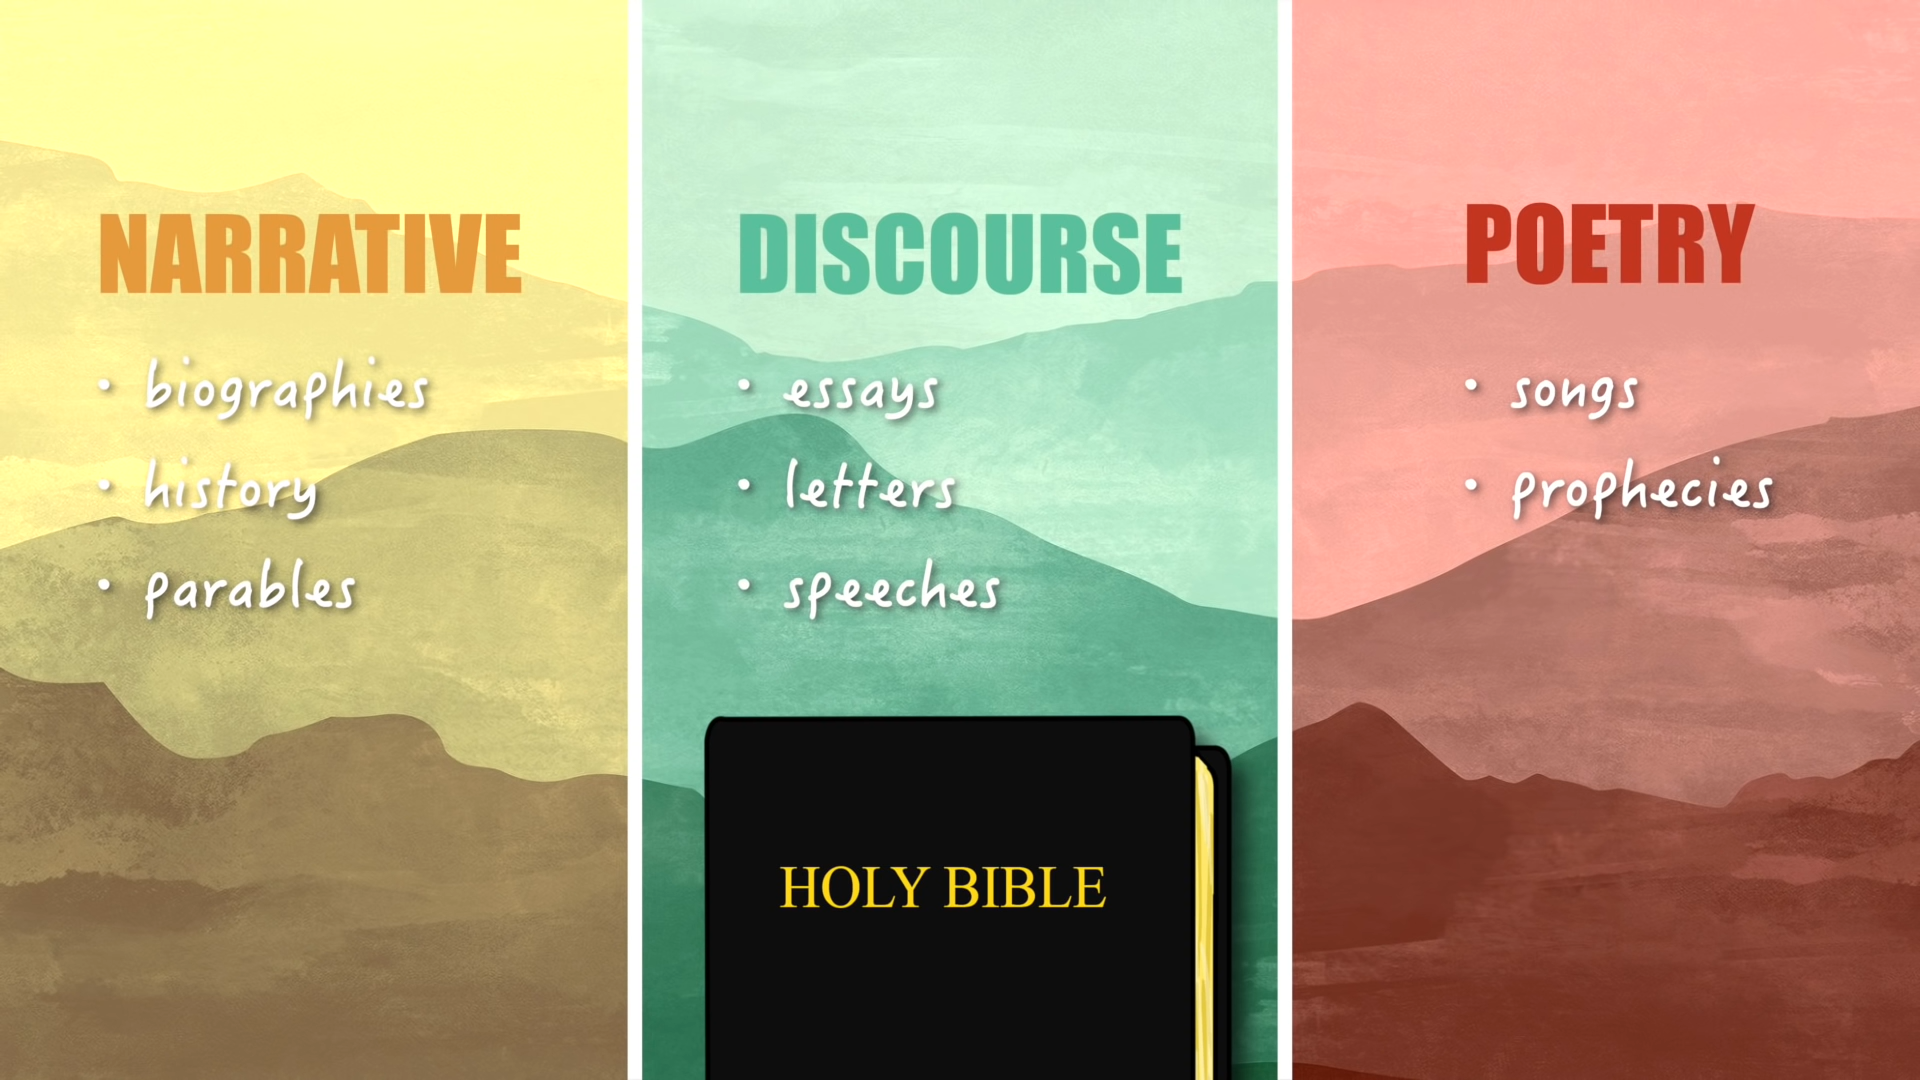 NARRATIVE
• biographies
• history
• parables
DISCOURSE
• essays
• letters
• speeches
POETRY
• songs
• prophecies
HOLY BIBLE